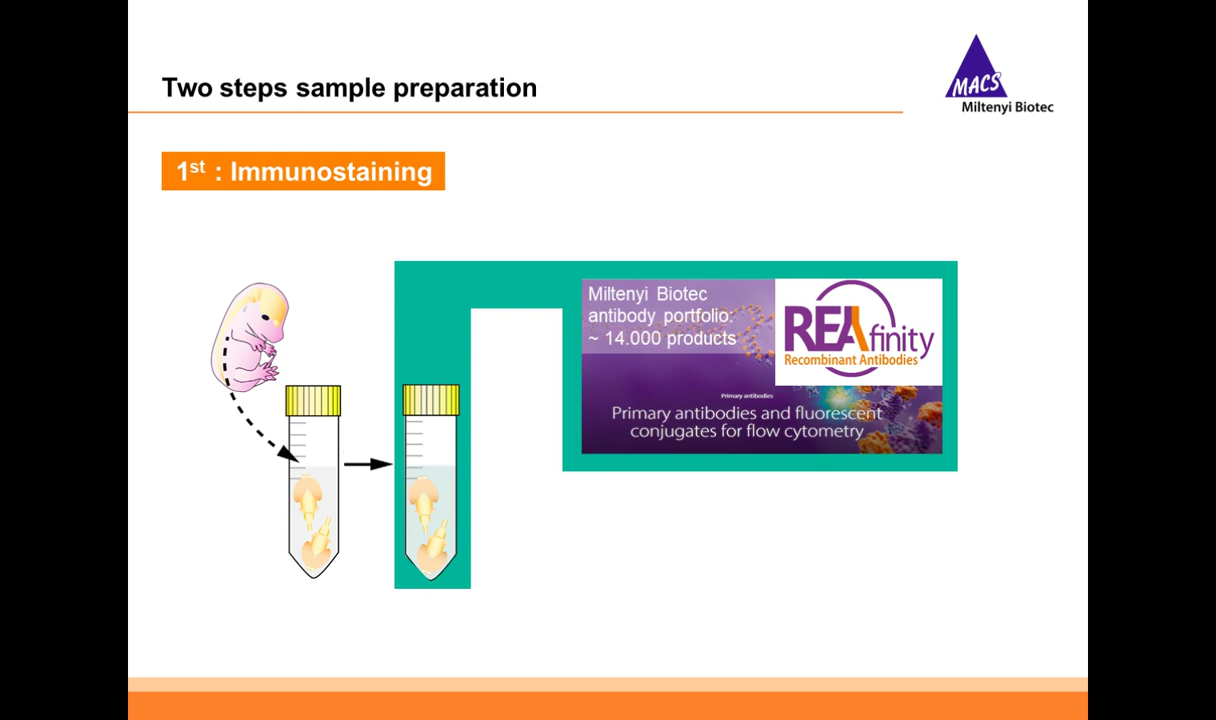 Two steps sample preparation
MACS
Miltenyi Biotec
1st : Immunostaining
Miltenyi Biotec
antibody portfolio:
~ 14.000 products
REAfinity
Recombinant Antibodies
Primary antibodies
Primary antibodies and fluorescent
conjugates for flow cytometry